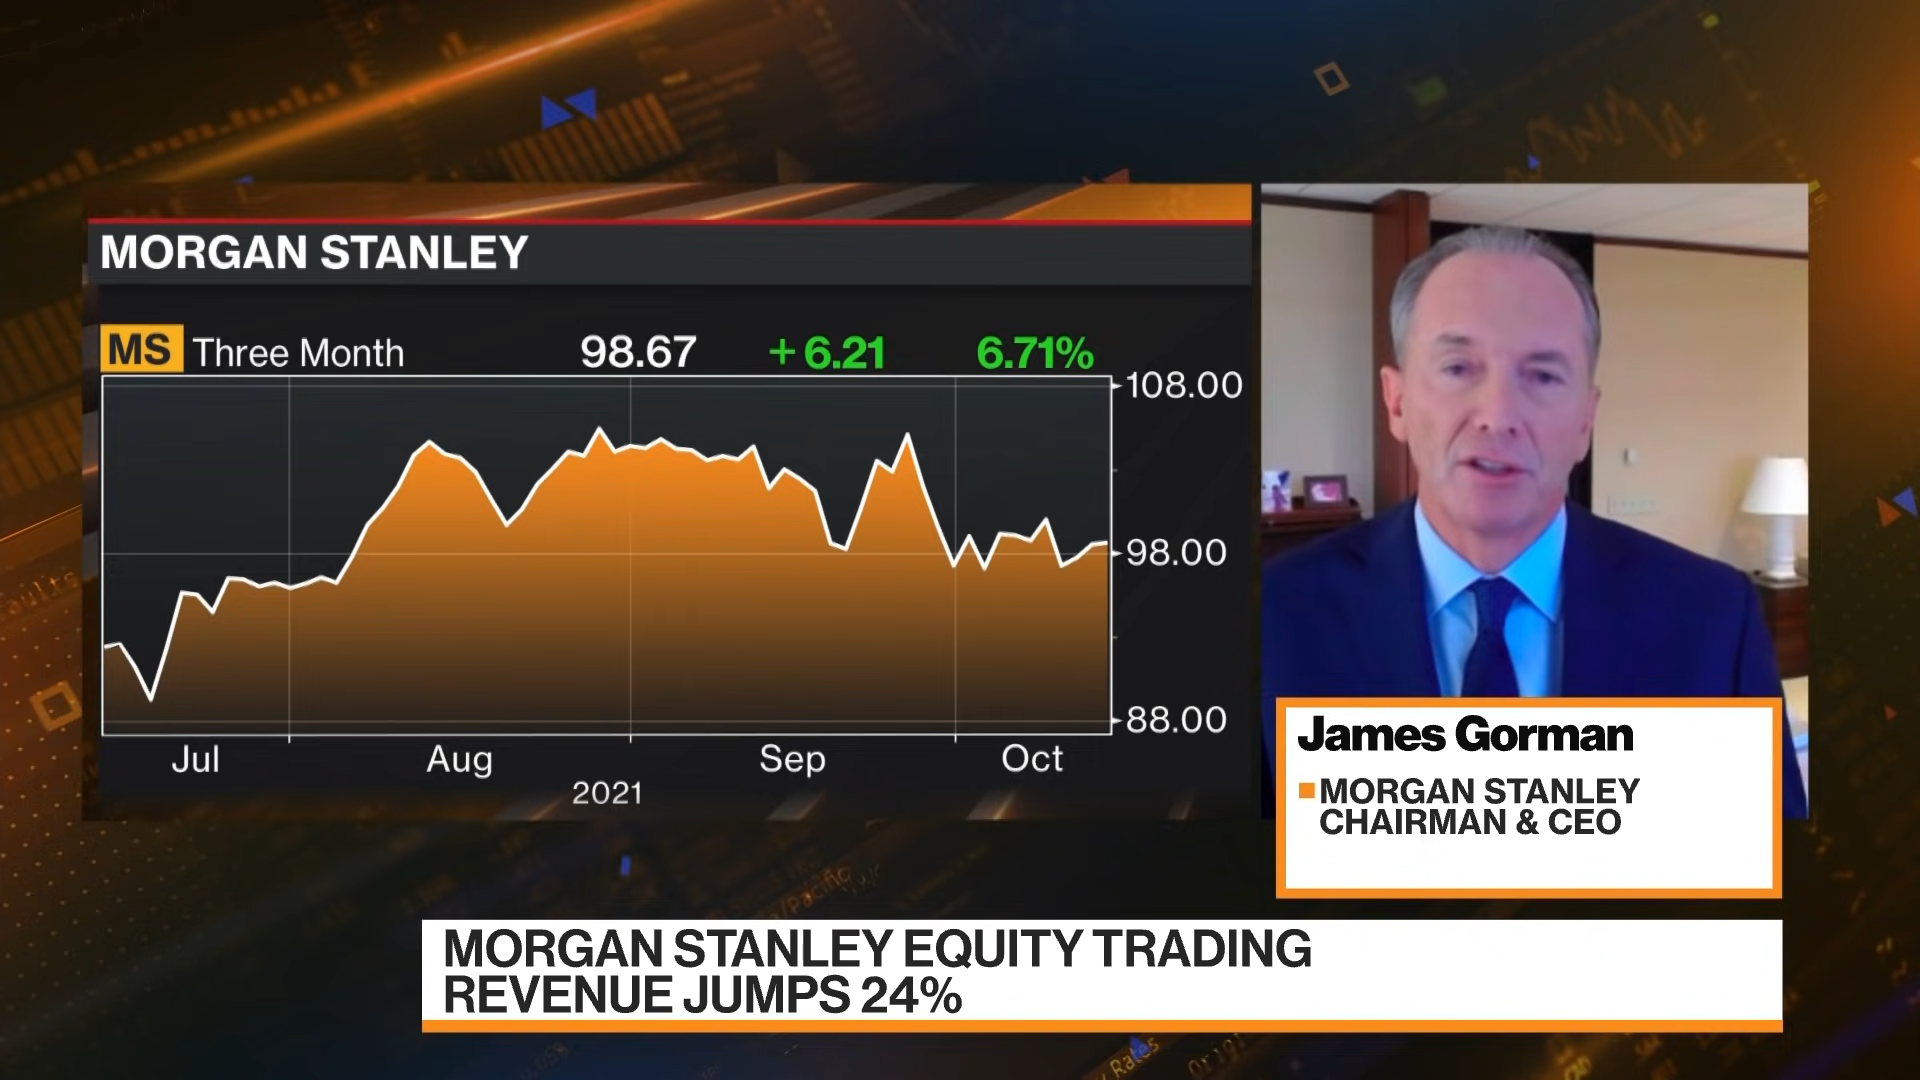 MORGAN STANLEY
MS Three Month 98.67 +6.21 6.71%
108.00
98.00
88.00
Jul Aug Sep Oct
2021
James Gorman
MORGAN STANLEY
CHAIRMAN & CEO
MORGAN STANLEY EQUITY TRADING
REVENUE JUMPS 24%